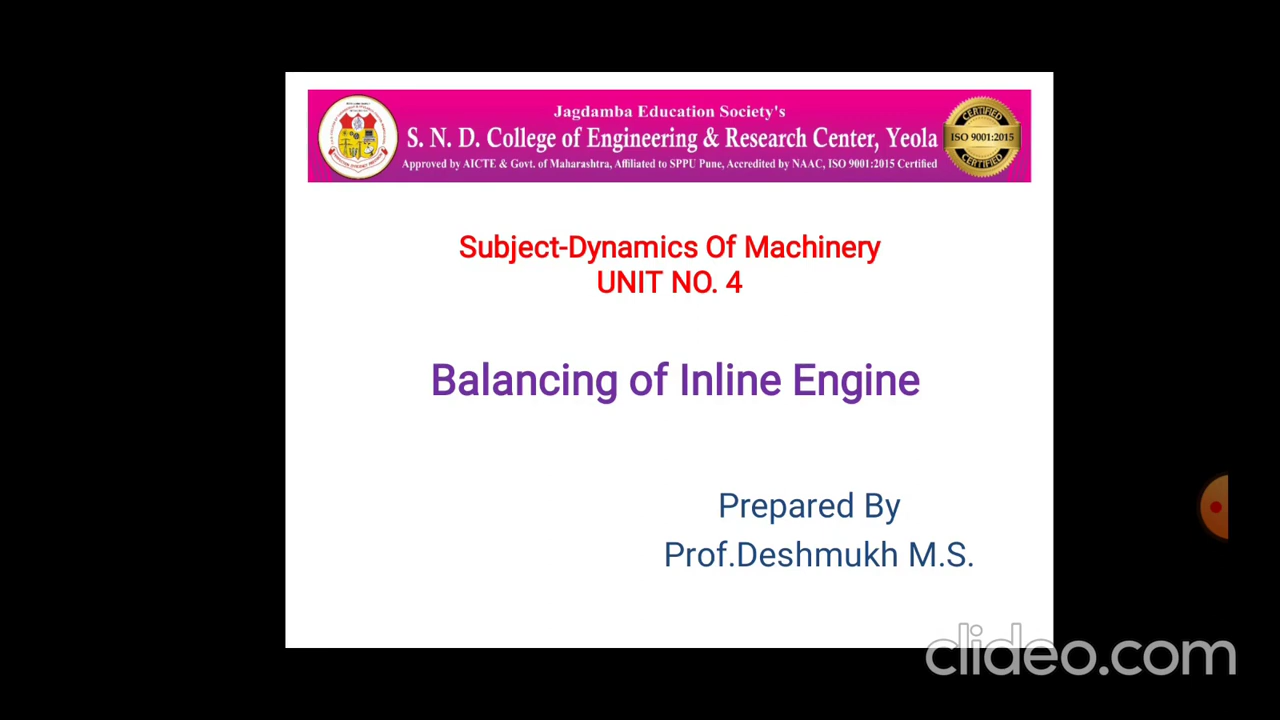 Jagdamba Education Society's
S. N. D. College of Engineering & Research Center, Yeola
Approved by AICTE & Govt. of Maharashtra, Affiliated to SPPU Pune, Accredited by NAAC, ISO 9001:2015 Certified
CERTIFIED
ISO 9001:2015
CERTIFIED
Subject-Dynamics Of Machinery
UNIT NO. 4
Balancing of Inline Engine
Prepared By
Prof.Deshmukh M.S.
clideo.com